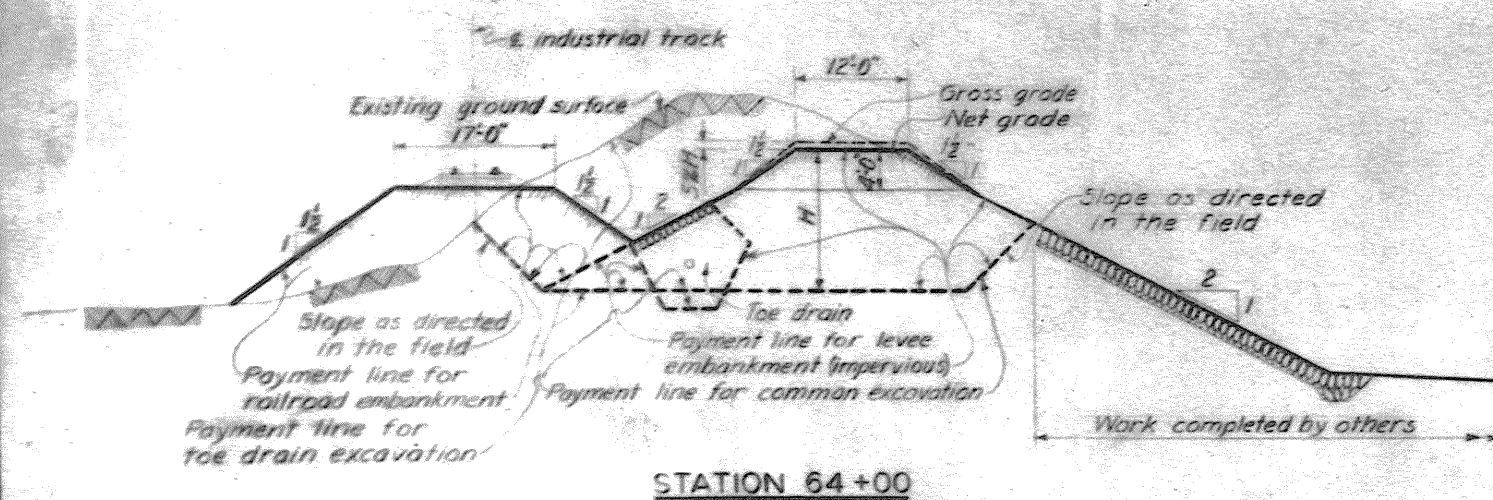 ℄ industrial track
12'-0"
Existing ground surface
Gross grade
Net grade
17'-0"
1½
1
1½
1
5%H
4'-0"
H
1½
1
1½
1
2
1
Slope as directed
in the field
2
1
Slope as directed
in the field
Toe drain
Payment line for levee
embankment (impervious)
Payment line for common excavation
Payment line for
railroad embankment
Payment line for
toe drain excavation
Work completed by others
STATION 64+00